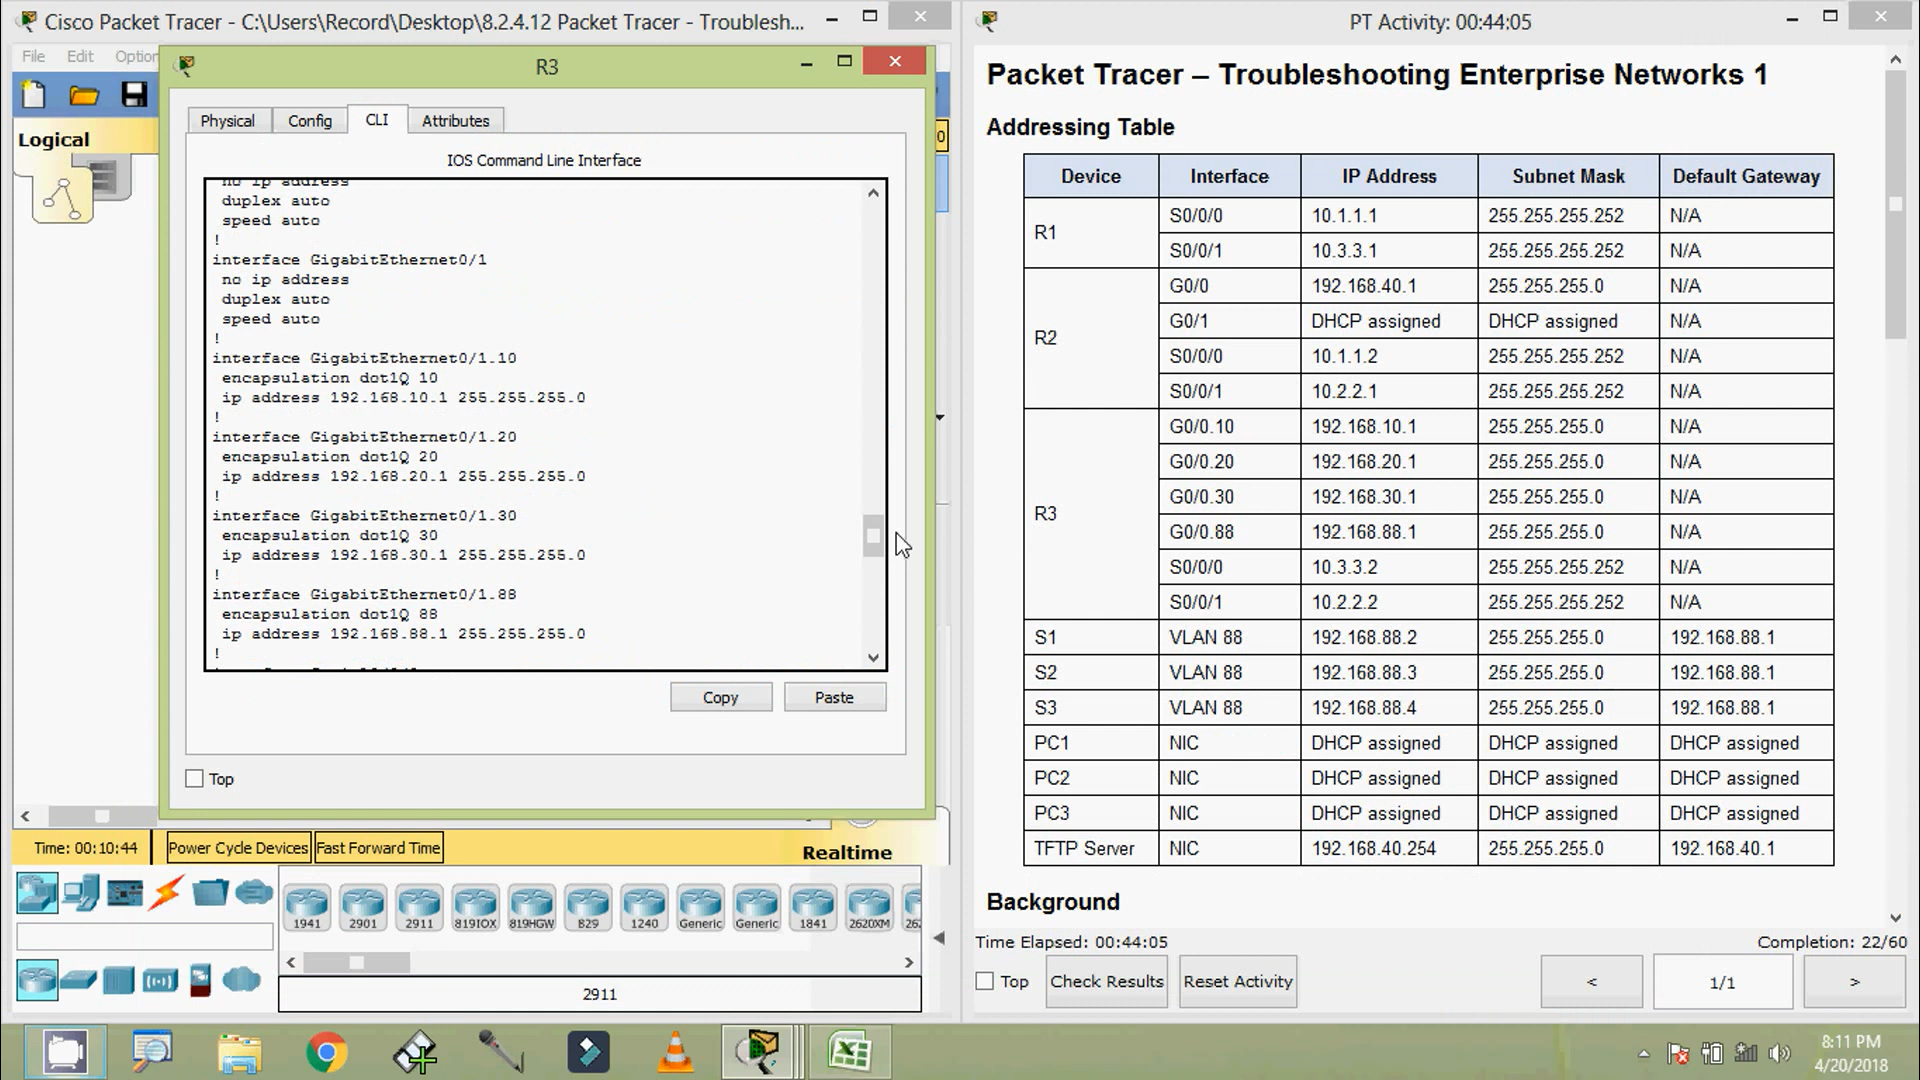 Cisco Packet Tracer - C:\Users\Record\Desktop\8.2.4.12 Packet Tracer - Troublesh...
File Edit Option
Logical
R3
Physical Config CLI Attributes
IOS Command Line Interface
no ip address
duplex auto
speed auto
!
interface GigabitEthernet0/1
no ip address
duplex auto
speed auto
!
interface GigabitEthernet0/1.10
encapsulation dot1Q 10
ip address 192.168.10.1 255.255.255.0
!
interface GigabitEthernet0/1.20
encapsulation dot1Q 20
ip address 192.168.20.1 255.255.255.0
!
interface GigabitEthernet0/1.30
encapsulation dot1Q 30
ip address 192.168.30.1 255.255.255.0
!
interface GigabitEthernet0/1.88
encapsulation dot1Q 88
ip address 192.168.88.1 255.255.255.0
!
Copy Paste
Top
Time: 00:10:44 Power Cycle Devices Fast Forward Time Realtime
1941 2901 2911 819IOX 819HGW 829 1240 Generic Generic 1841 2620XM 262
2911
PT Activity: 00:44:05
Packet Tracer – Troubleshooting Enterprise Networks 1
Addressing Table
Device Interface IP Address Subnet Mask Default Gateway
R1 S0/0/0 10.1.1.1 255.255.255.252 N/A
S0/0/1 10.3.3.1 255.255.255.252 N/A
R2 G0/0 192.168.40.1 255.255.255.0 N/A
G0/1 DHCP assigned DHCP assigned N/A
S0/0/0 10.1.1.2 255.255.255.252 N/A
S0/0/1 10.2.2.1 255.255.255.252 N/A
R3 G0/0.10 192.168.10.1 255.255.255.0 N/A
G0/0.20 192.168.20.1 255.255.255.0 N/A
G0/0.30 192.168.30.1 255.255.255.0 N/A
G0/0.88 192.168.88.1 255.255.255.0 N/A
S0/0/0 10.3.3.2 255.255.255.252 N/A
S0/0/1 10.2.2.2 255.255.255.252 N/A
S1 VLAN 88 192.168.88.2 255.255.255.0 192.168.88.1
S2 VLAN 88 192.168.88.3 255.255.255.0 192.168.88.1
S3 VLAN 88 192.168.88.4 255.255.255.0 192.168.88.1
PC1 NIC DHCP assigned DHCP assigned DHCP assigned
PC2 NIC DHCP assigned DHCP assigned DHCP assigned
PC3 NIC DHCP assigned DHCP assigned DHCP assigned
TFTP Server NIC 192.168.40.254 255.255.255.0 192.168.40.1
Background
Time Elapsed: 00:44:05 Completion: 22/60
Top Check Results Reset Activity < 1/1 >
8:11 PM
4/20/2018